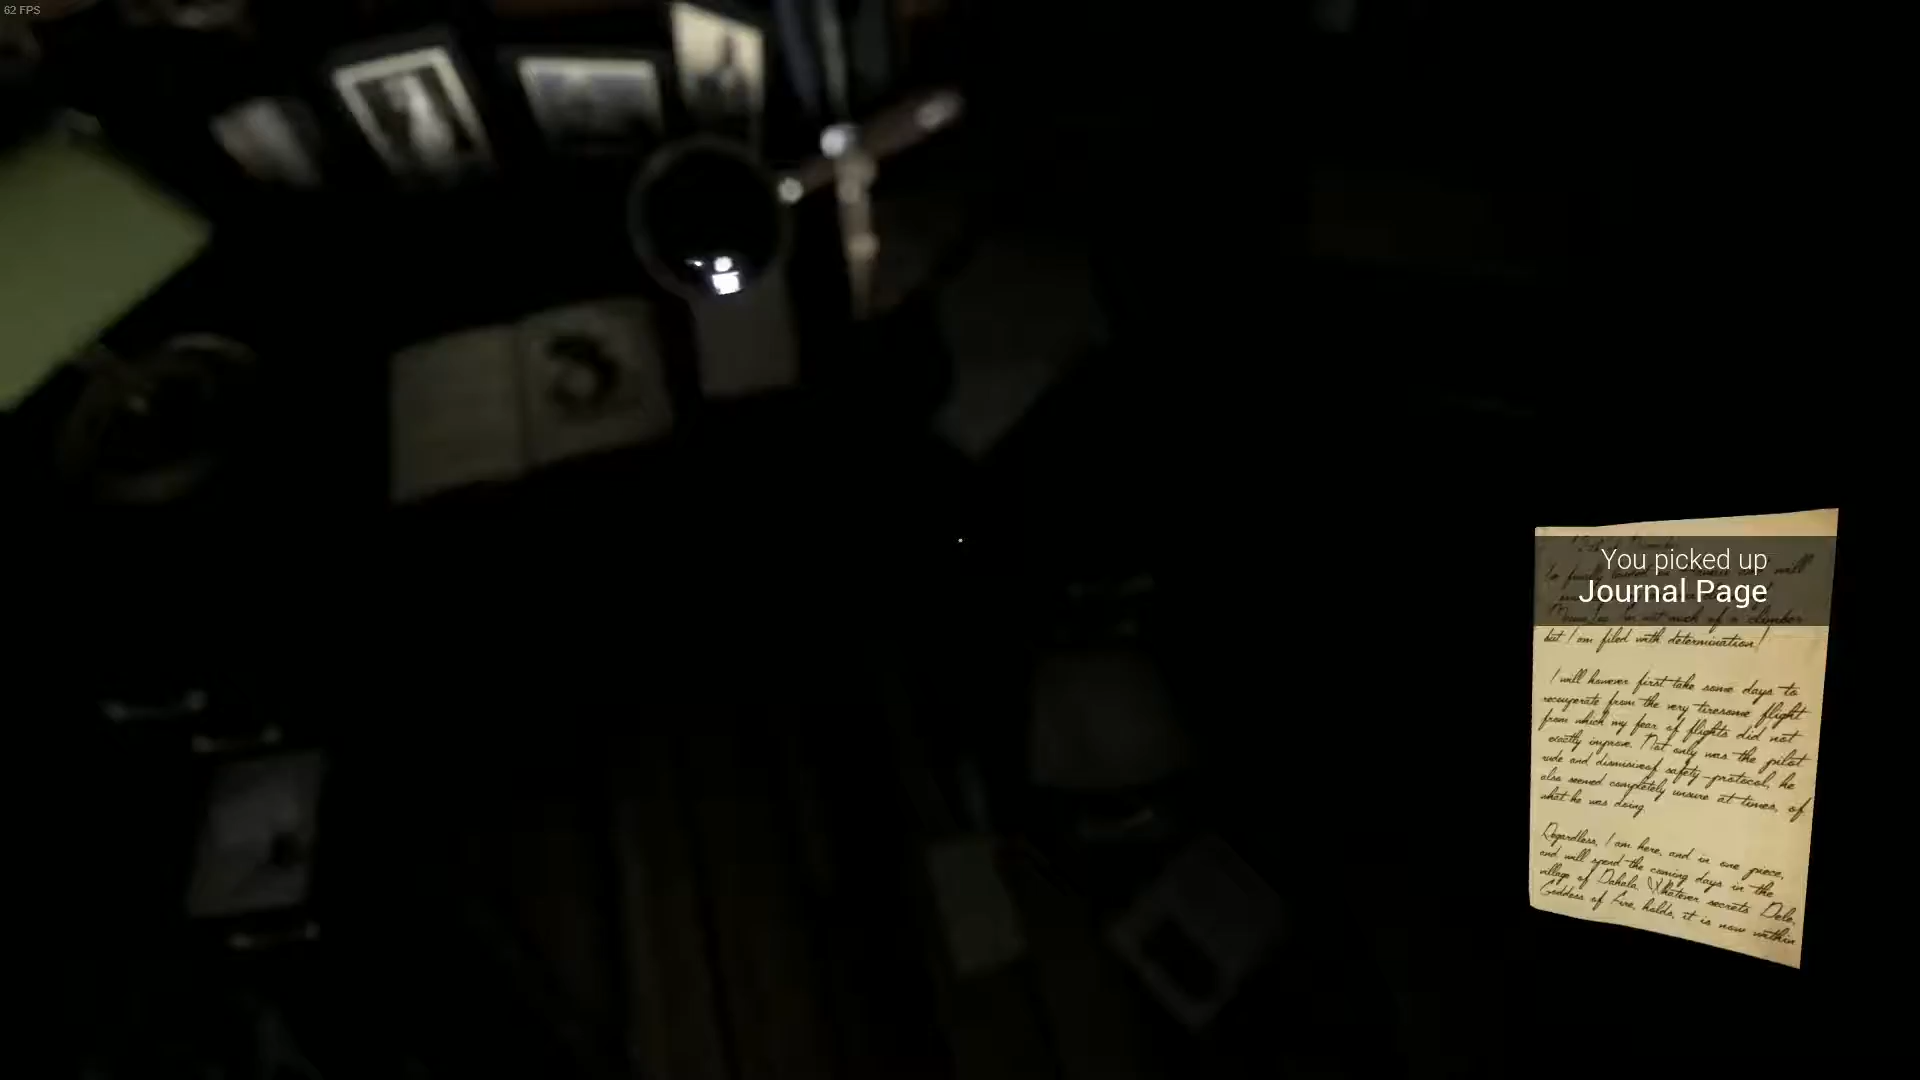 62 FPS
You picked up
Journal Page
but I am filed with determination!
I will however first take some days to
recuperate from the very tiresome flight
from which my fear of flights did not
exactly improve. Not only was the pilot
rude and dismisive of safety-protocol, he
also seemed completely unsure at times, of
what he was doing.
Regardless, I am here, and in one piece,
and will spend the coming days in the
village of Dahala. Whatever secrets Dele,
Goddess of Fire, holds, it is now within